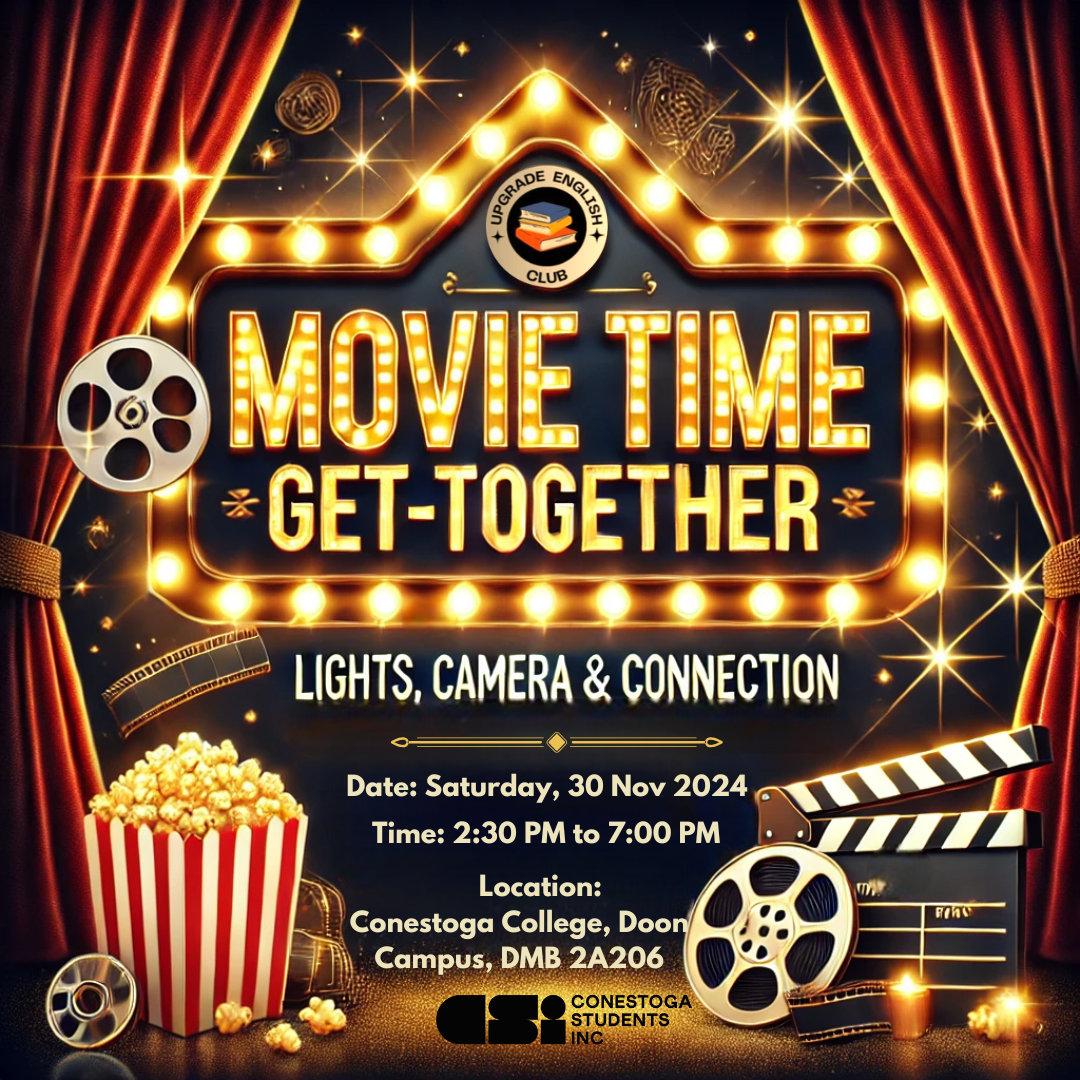 UPGRADE ENGLISH
CLUB
MOVIE TIME
GET-TOGETHER
LIGHTS, CAMERA & CONNECTION
Date: Saturday, 30 Nov 2024
Time: 2:30 PM to 7:00 PM
Location:
Conestoga College, Doon
Campus, DMB 2A206
CSi CONESTOGA
STUDENTS
INC